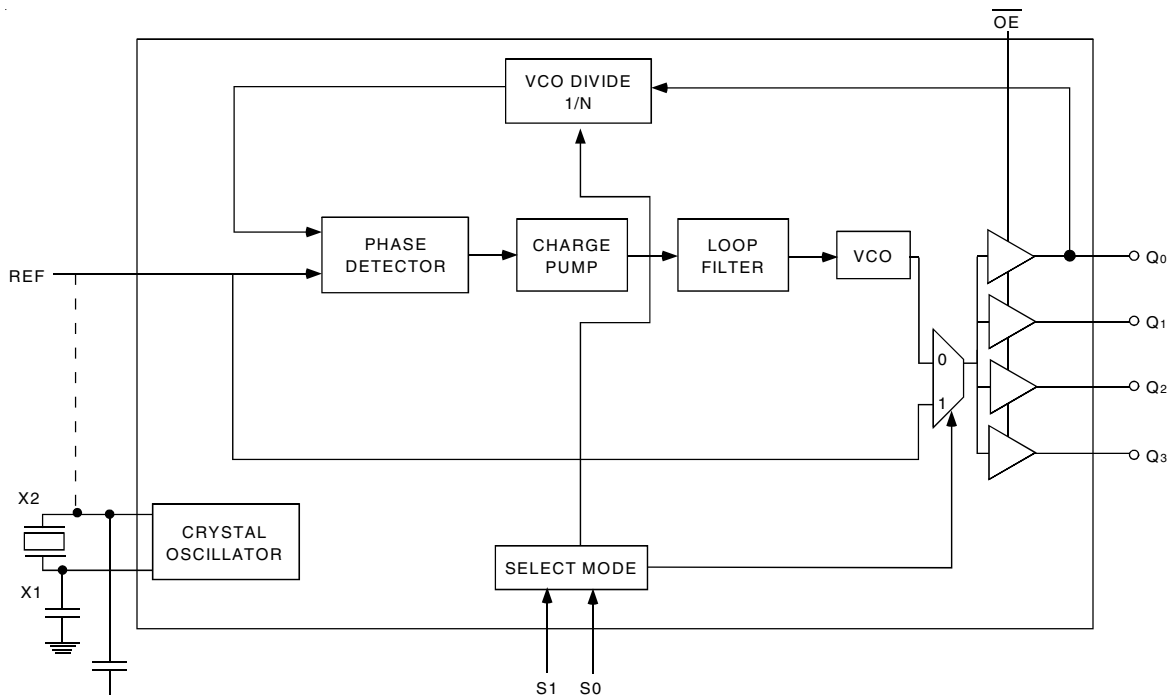 OE
VCO DIVIDE
1/N
PHASE
DETECTOR
CHARGE
PUMP
LOOP
FILTER
VCO
REF
Q0
Q1
0
Q2
1
Q3
X2
CRYSTAL
OSCILLATOR
SELECT MODE
X1
S1
S0